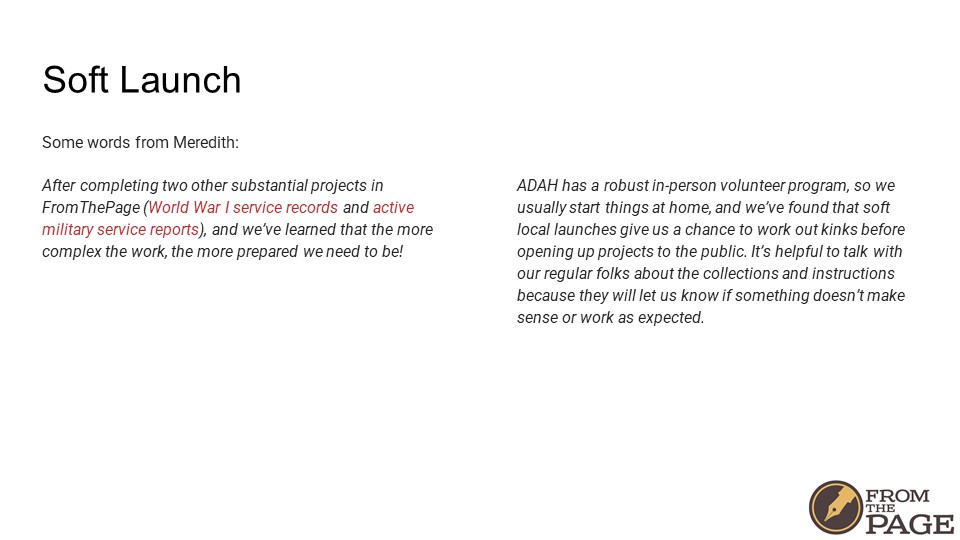 Soft Launch
Some words from Meredith:
After completing two other substantial projects in
FromThePage (World War I service records and active
military service reports), and we’ve learned that the more
complex the work, the more prepared we need to be!
ADAH has a robust in-person volunteer program, so we
usually start things at home, and we’ve found that soft
local launches give us a chance to work out kinks before
opening up projects to the public. It’s helpful to talk with
our regular folks about the collections and instructions
because they will let us know if something doesn’t make
sense or work as expected.
FROM
THE
PAGE